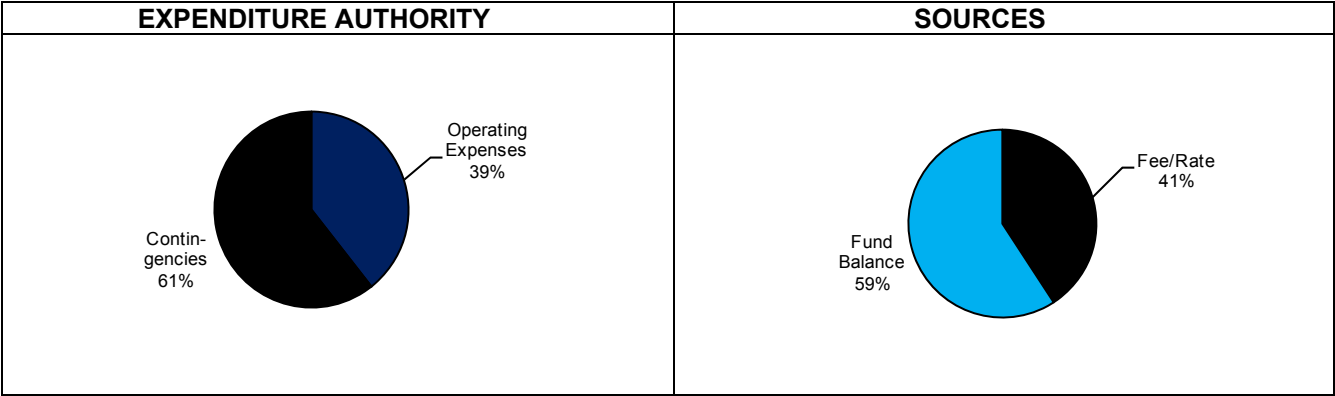 EXPENDITURE AUTHORITY
SOURCES
Operating
Expenses
39%
Contin-
gencies
61%
Fee/Rate
41%
Fund
Balance
59%